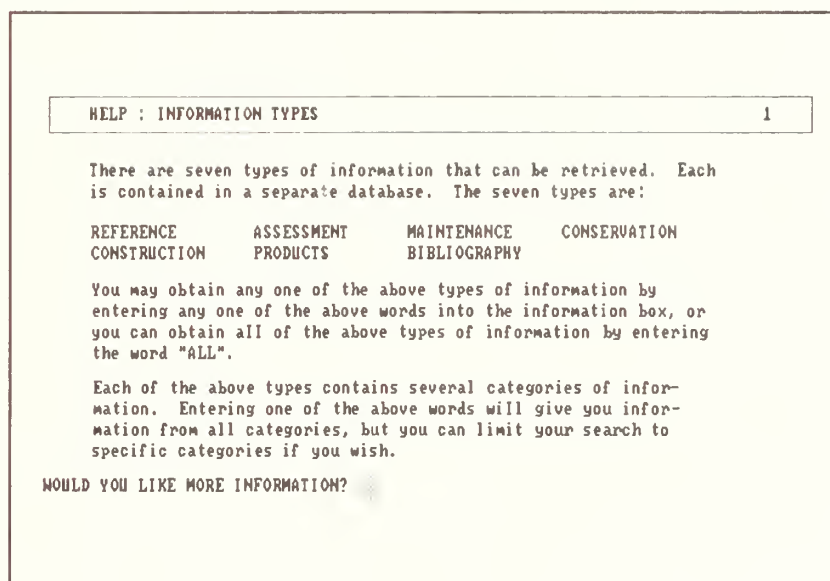 HELP : INFORMATION TYPES 1
There are seven types of information that can be retrieved. Each
is contained in a separate database. The seven types are:
REFERENCE ASSESSMENT MAINTENANCE CONSERVATION
CONSTRUCTION PRODUCTS BIBLIOGRAPHY
You may obtain any one of the above types of information by
entering any one of the above words into the information box, or
you can obtain all of the above types of information by entering
the word "ALL".
Each of the above types contains several categories of infor-
mation. Entering one of the above words will give you infor-
mation from all categories, but you can limit your search to
specific categories if you wish.
WOULD YOU LIKE MORE INFORMATION?